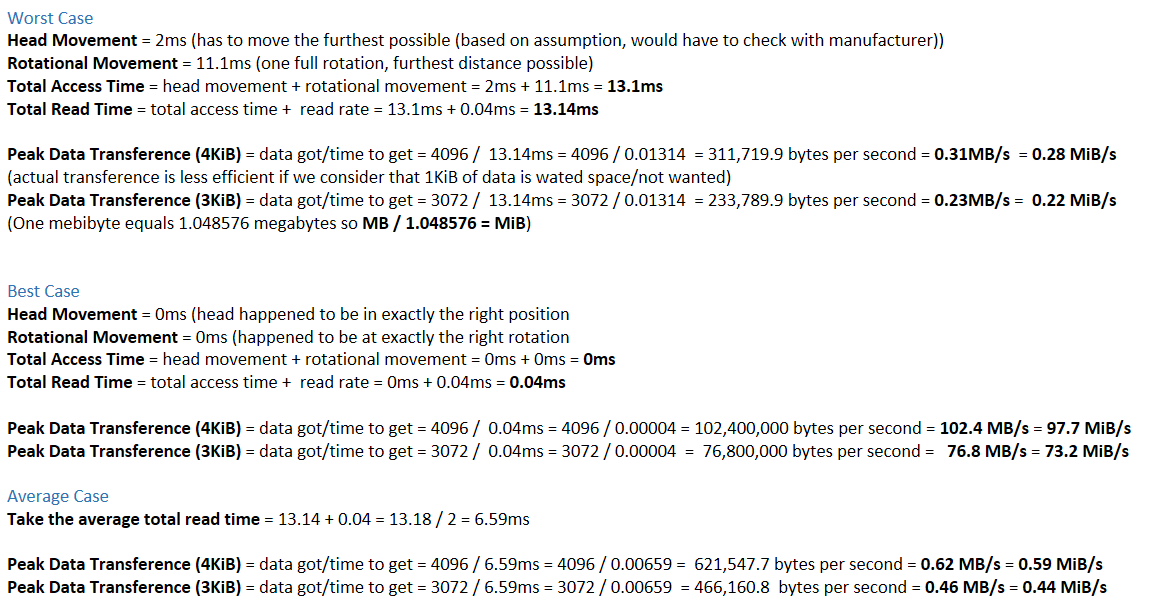 Worst Case
Head Movement = 2ms (has to move the furthest possible (based on assumption, would have to check with manufacturer))
Rotational Movement = 11.1ms (one full rotation, furthest distance possible)
Total Access Time = head movement + rotational movement = 2ms + 11.1ms = 13.1ms
Total Read Time = total access time + read rate = 13.1ms + 0.04ms = 13.14ms
Peak Data Transference (4KiB) = data got/time to get = 4096 / 13.14ms = 4096 / 0.01314 = 311,719.9 bytes per second = 0.31MB/s = 0.28 MiB/s
(actual transference is less efficient if we consider that 1KiB of data is wated space/not wanted)
Peak Data Transference (3KiB) = data got/time to get = 3072 / 13.14ms = 3072 / 0.01314 = 233,789.9 bytes per second = 0.23MB/s = 0.22 MiB/s
(One mebibyte equals 1.048576 megabytes so MB / 1.048576 = MiB)
Best Case
Head Movement = 0ms (head happened to be in exactly the right position
Rotational Movement = 0ms (happened to be at exactly the right rotation
Total Access Time = head movement + rotational movement = 0ms + 0ms = 0ms
Total Read Time = total access time + read rate = 0ms + 0.04ms = 0.04ms
Peak Data Transference (4KiB) = data got/time to get = 4096 / 0.04ms = 4096 / 0.00004 = 102,400,000 bytes per second = 102.4 MB/s = 97.7 MiB/s
Peak Data Transference (3KiB) = data got/time to get = 3072 / 0.04ms = 3072 / 0.00004 = 76,800,000 bytes per second = 76.8 MB/s = 73.2 MiB/s
Average Case
Take the average total read time = 13.14 + 0.04 = 13.18 / 2 = 6.59ms
Peak Data Transference (4KiB) = data got/time to get = 4096 / 6.59ms = 4096 / 0.00659 = 621,547.7 bytes per second = 0.62 MB/s = 0.59 MiB/s
Peak Data Transference (3KiB) = data got/time to get = 3072 / 6.59ms = 3072 / 0.00659 = 466,160.8 bytes per second = 0.46 MB/s = 0.44 MiB/s